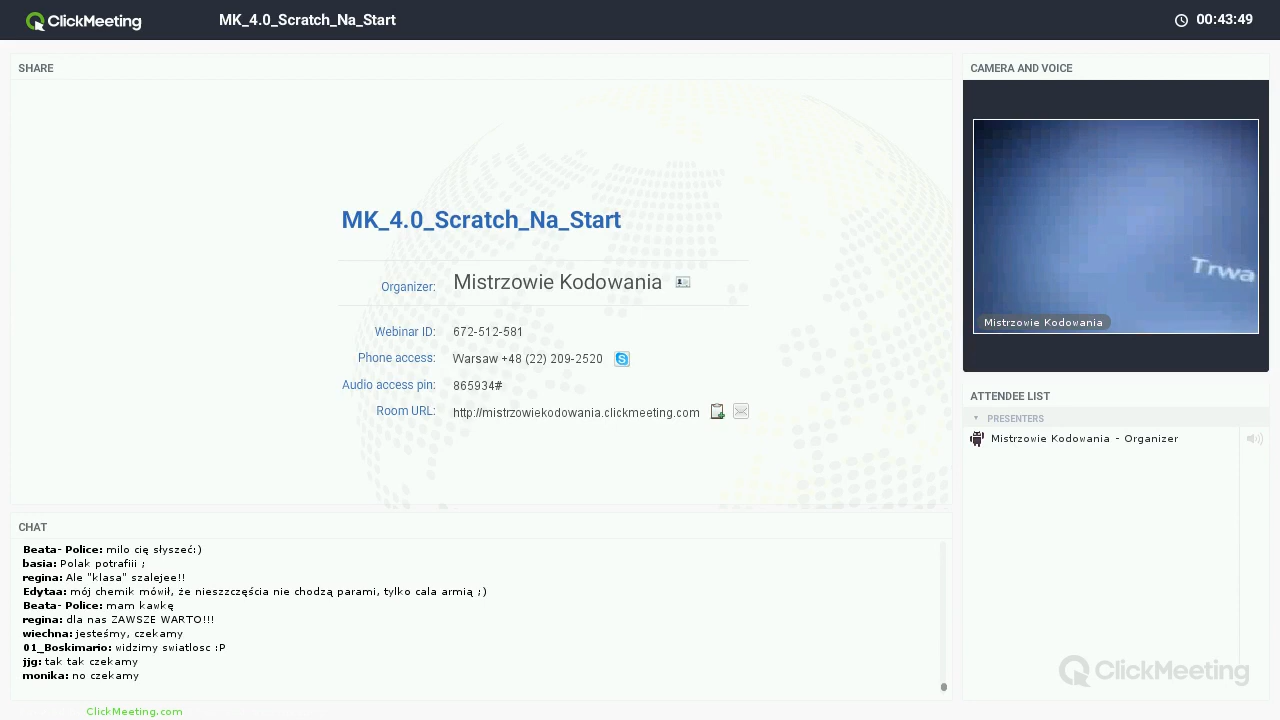 ClickMeeting
MK_4.0_Scratch_Na_Start
00:43:49
SHARE
MK_4.0_Scratch_Na_Start
Organizer: Mistrzowie Kodowania
Webinar ID: 672-512-581
Phone access: Warsaw +48 (22) 209-2520
Audio access pin: 865934#
Room URL: http://mistrzowiekodowania.clickmeeting.com
CAMERA AND VOICE
Trwa
Mistrzowie Kodowania
ATTENDEE LIST
PRESENTERS
Mistrzowie Kodowania - Organizer
ClickMeeting
CHAT
Beata- Police: milo cię słyszeć:)
basia: Polak potrafiii ;
regina: Ale "klasa" szalejee!!
Edytaa: mój chemik mówił, że nieszczęścia nie chodzą parami, tylko cala armią ;)
Beata- Police: mam kawkę
regina: dla nas ZAWSZE WARTO!!!
wiechna: jesteśmy, czekamy
01_Boskimario: widzimy swiatlosc :P
jjg: tak tak czekamy
monika: no czekamy
ClickMeeting.com